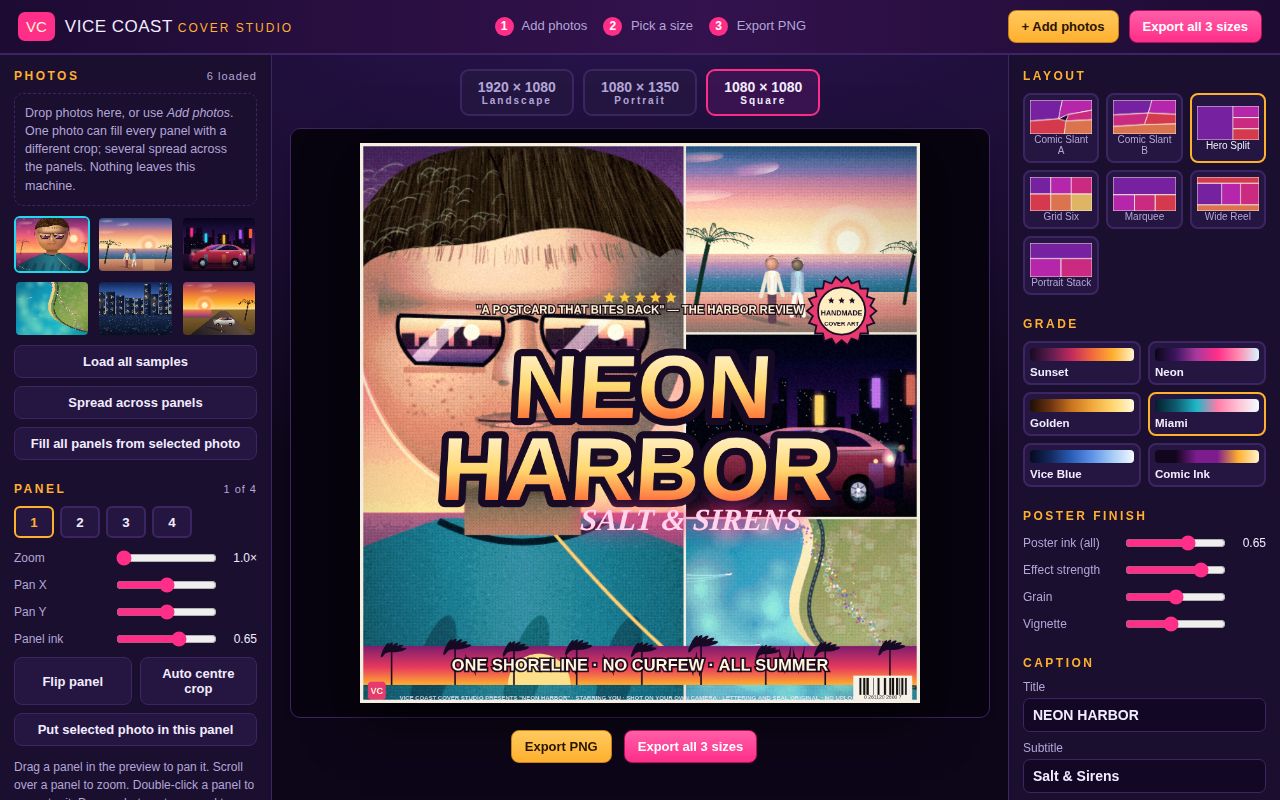 VC VICE COAST COVER STUDIO
1 Add photos 2 Pick a size 3 Export PNG
+ Add photos
Export all 3 sizes
PHOTOS
6 loaded
Drop photos here, or use Add photos.
One photo can fill every panel with a
different crop; several spread across
the panels. Nothing leaves this
machine.
Load all samples
Spread across panels
Fill all panels from selected photo
PANEL
1 of 4
1 2 3 4
Zoom 1.0×
Pan X
Pan Y
Panel ink 0.65
Flip panel
Auto centre
crop
Put selected photo in this panel
Drag a panel in the preview to pan it. Scroll
over a panel to zoom. Double-click a panel to
1920 × 1080
Landscape
1080 × 1350
Portrait
1080 × 1080
Square
"A POSTCARD THAT BITES BACK" — THE HARBOR REVIEW
HANDMADE
COVER ART
NEON
HARBOR
SALT & SIRENS
ONE SHORELINE · NO CURFEW · ALL SUMMER
VC
Export PNG
Export all 3 sizes
LAYOUT
Comic Slant
A
Comic Slant
B
Hero Split
Grid Six
Marquee
Wide Reel
Portrait Stack
GRADE
Sunset
Neon
Golden
Miami
Vice Blue
Comic Ink
POSTER FINISH
Poster ink (all) 0.65
Effect strength
Grain
Vignette
CAPTION
Title
NEON HARBOR
Subtitle
Salt & Sirens